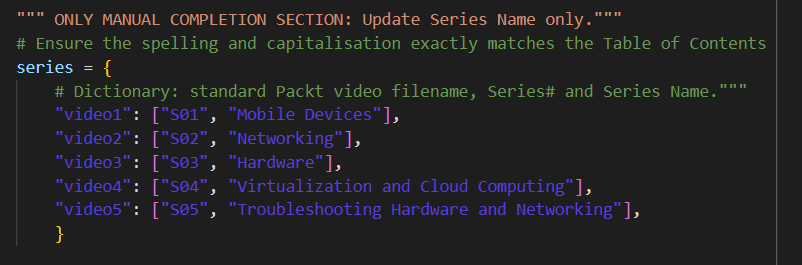 """ ONLY MANUAL COMPLETION SECTION: Update Series Name only."""
# Ensure the spelling and capitalisation exactly matches the Table of Contents
series = {
    # Dictionary: standard Packt video filename, Series# and Series Name."""
    "video1": ["S01", "Mobile Devices"],
    "video2": ["S02", "Networking"],
    "video3": ["S03", "Hardware"],
    "video4": ["S04", "Virtualization and Cloud Computing"],
    "video5": ["S05", "Troubleshooting Hardware and Networking"],
    }